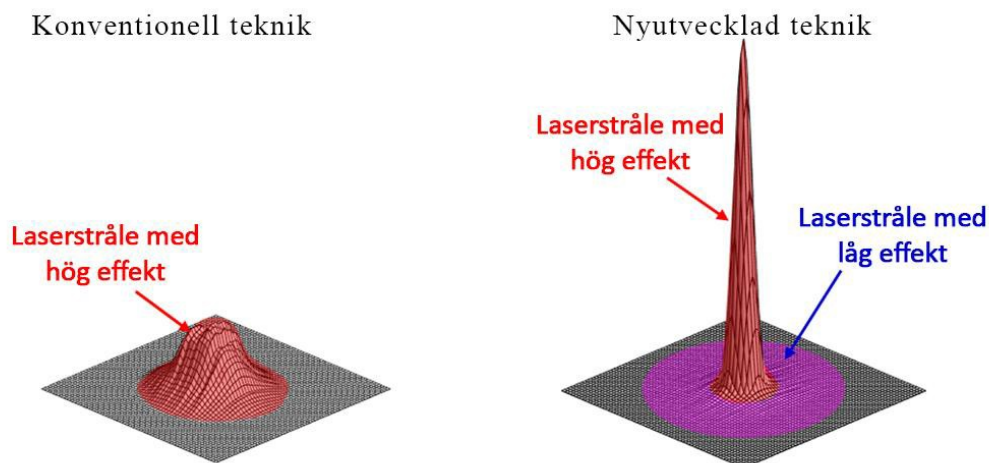 Konventionell teknik
Nyutvecklad teknik
Laserstråle med
hög effekt
Laserstråle med
hög effekt
Laserstråle med
låg effekt